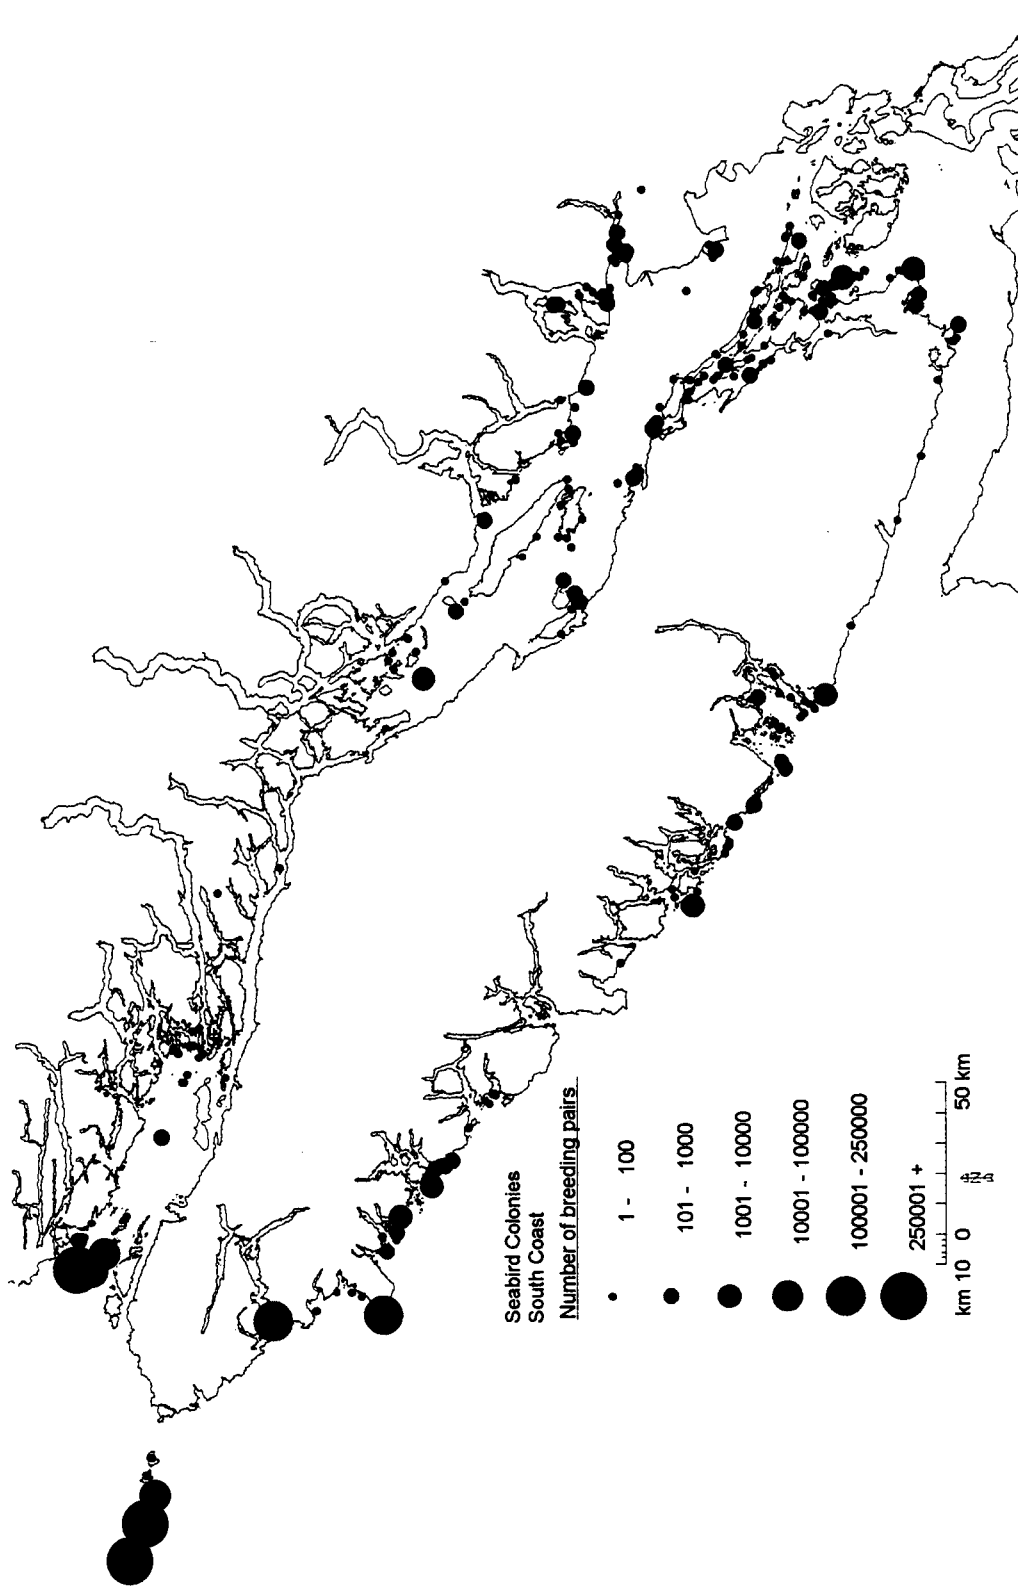 Seabird Colonies
South Coast
Number of breeding pairs
1 - 100
101 - 1000
1001 - 10000
10001 - 100000
100001 - 250000
250001 +
km 10 0 50 km